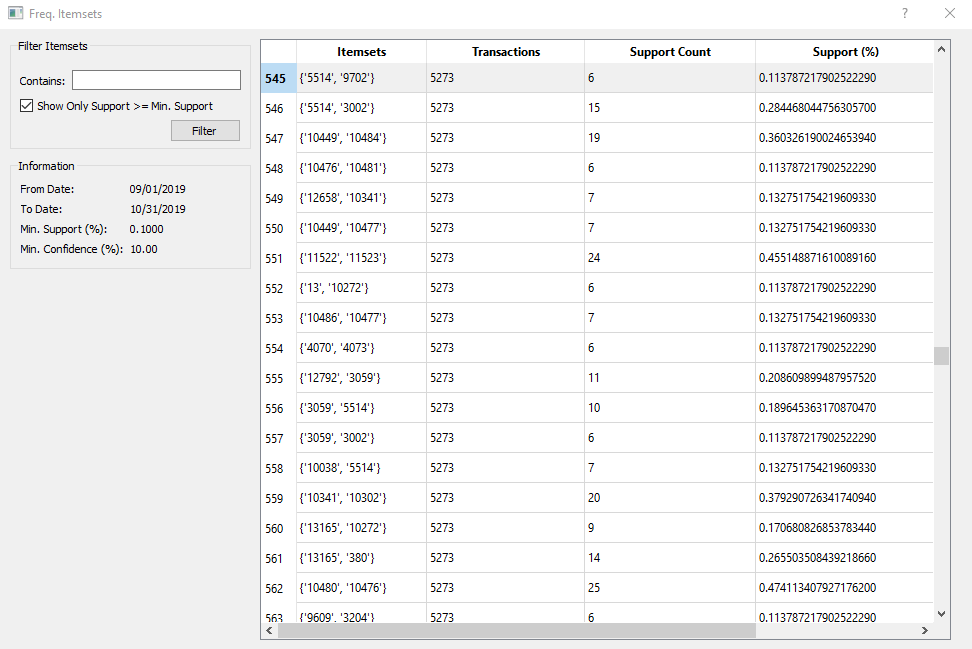 Freq. Itemsets ?
Filter Itemsets
Contains:
Show Only Support >= Min. Support
Filter
Information
From Date: 09/01/2019
To Date: 10/31/2019
Min. Support (%): 0.1000
Min. Confidence (%): 10.00
Itemsets Transactions Support Count Support (%)
545 {'5514', '9702'} 5273 6 0.113787217902522290
546 {'5514', '3002'} 5273 15 0.284468044756305700
547 {'10449', '10484'} 5273 19 0.360326190024653940
548 {'10476', '10481'} 5273 6 0.113787217902522290
549 {'12658', '10341'} 5273 7 0.132751754219609330
550 {'10449', '10477'} 5273 7 0.132751754219609330
551 {'11522', '11523'} 5273 24 0.455148871610089160
552 {'13', '10272'} 5273 6 0.113787217902522290
553 {'10486', '10477'} 5273 7 0.132751754219609330
554 {'4070', '4073'} 5273 6 0.113787217902522290
555 {'12792', '3059'} 5273 11 0.208609899487957520
556 {'3059', '5514'} 5273 10 0.189645363170870470
557 {'3059', '3002'} 5273 6 0.113787217902522290
558 {'10038', '5514'} 5273 7 0.132751754219609330
559 {'10341', '10302'} 5273 20 0.379290726341740940
560 {'13165', '10272'} 5273 9 0.170680826853783440
561 {'13165', '380'} 5273 14 0.265503508439218660
562 {'10480', '10476'} 5273 25 0.474113407927176200
563 {'9609', '3204'} 5273 6 0.113787217902522290